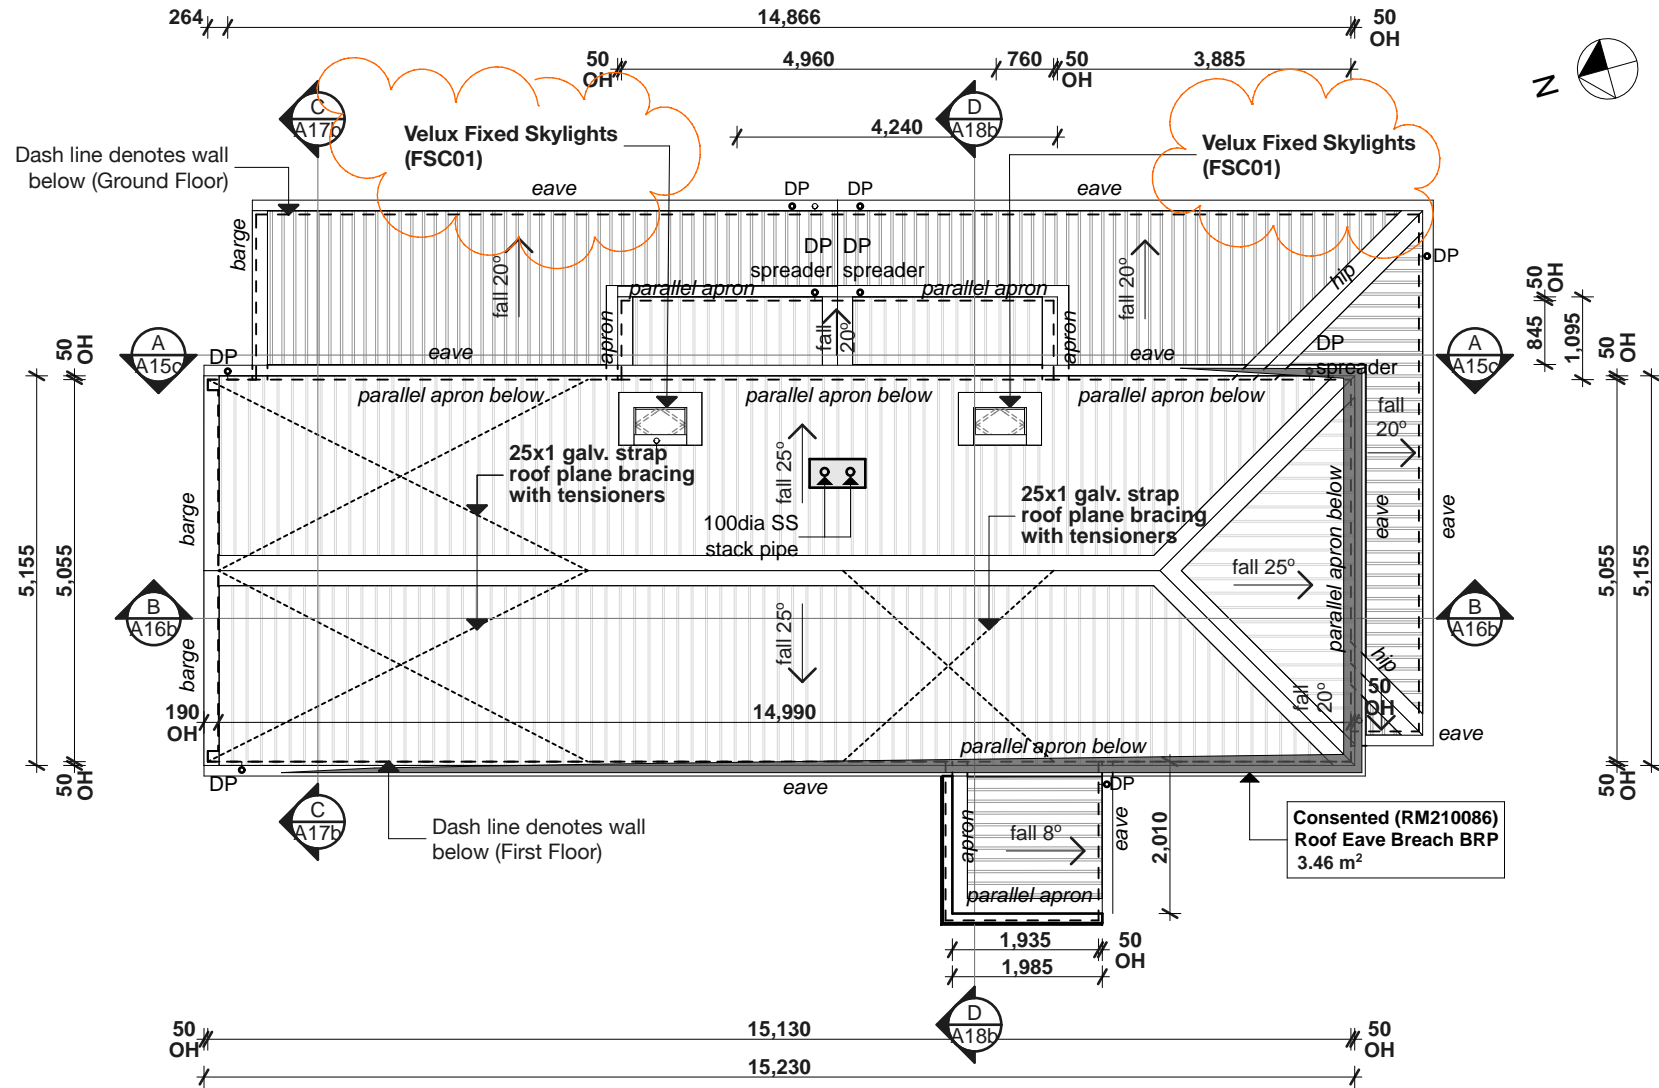 264
14,866
50
OH
50
OH
4,960
760
50
OH
3,885
N
C
A17b
Velux Fixed Skylights
(FSC01)
4,240
D
A18b
Velux Fixed Skylights
(FSC01)
Dash line denotes wall
below (Ground Floor)
eave
DP
DP
eave
barge
fall 20º
DP
spreader
DP
spreader
fall 20º
hip
DP
parallel apron
parallel apron
apron
apron
fall
20º
50
OH
845
1,095
A
A15c
50
OH
DP
eave
eave
DP
spreader
A
A15c
50
OH
parallel apron below
parallel apron below
parallel apron below
fall
20º
25x1 galv. strap
roof plane bracing
with tensioners
fall 25º
100dia SS
stack pipe
25x1 galv. strap
roof plane bracing
with tensioners
barge
parallel apron below
eave
eave
5,155
5,055
5,055
5,155
fall 25º
B
A16b
B
A16b
fall 25º
barge
hip
fall
20º
50
OH
190
OH
14,990
eave
parallel apron below
50
OH
DP
eave
DP
50
OH
C
A17b
Dash line denotes wall
below (First Floor)
apron
fall 8º
eave
2,010
Consented (RM210086)
Roof Eave Breach BRP
3.46 m²
parallel apron
1,935
50
OH
1,985
D
A18b
50
OH
15,130
50
OH
15,230